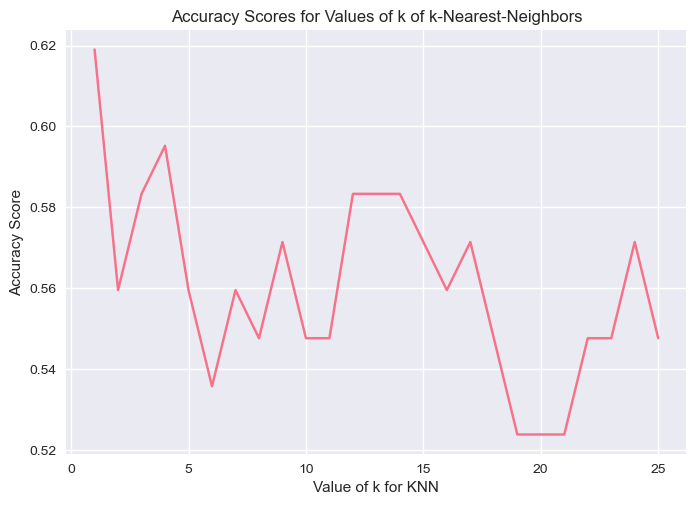 Accuracy Scores for Values of k of k-Nearest-Neighbors
Accuracy Score
0.62
0.60
0.58
0.56
0.54
0.52
0 5 10 15 20 25
Value of k for KNN